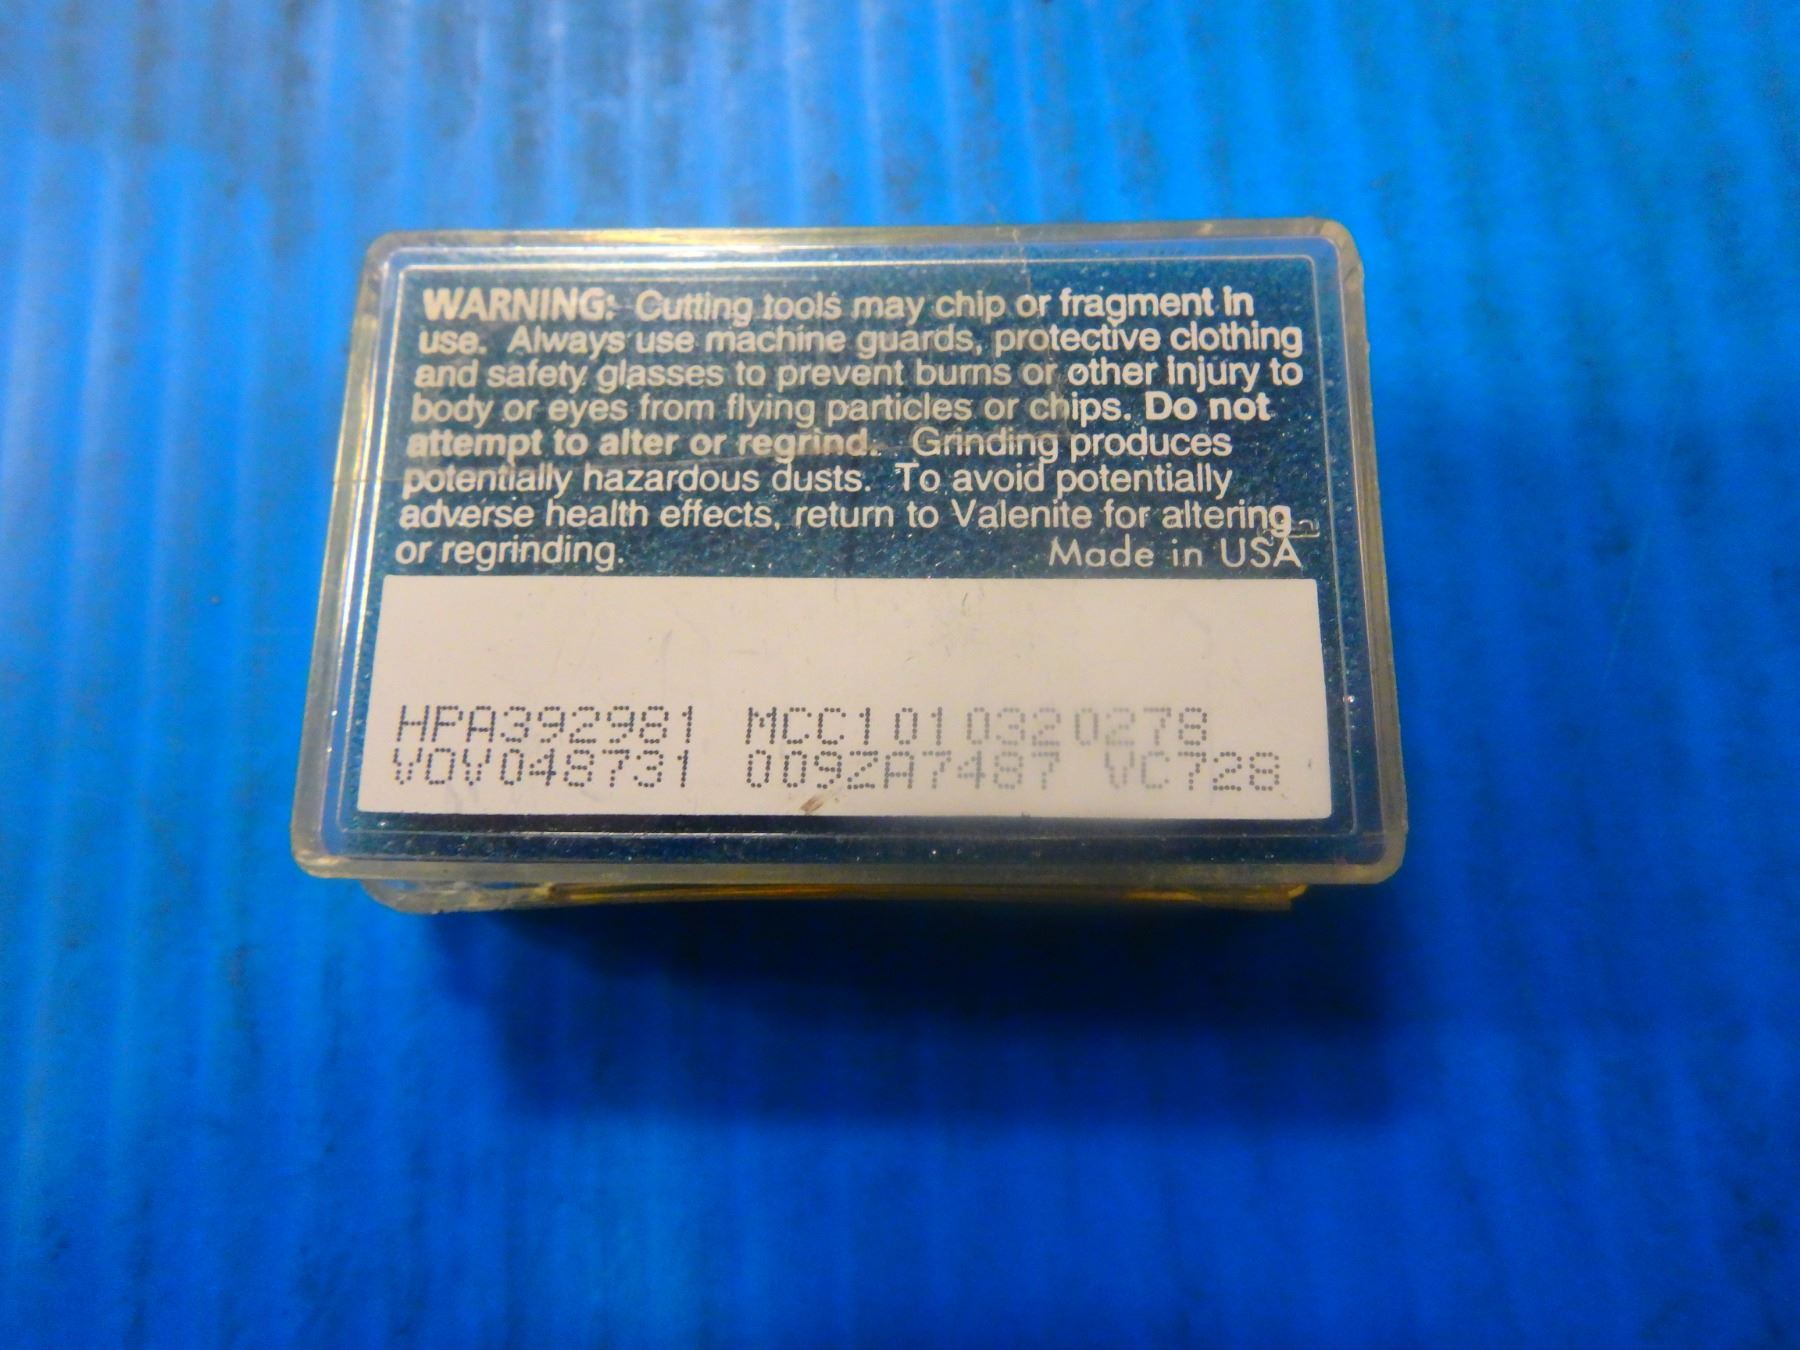 WARNING: Cutting tools may chip or fragment in
use. Always use machine guards, protective clothing
and safety glasses to prevent burns or other injury to
body or eyes from flying particles or chips. Do not
attempt to alter or regrind. Grinding produces
potentially hazardous dusts. To avoid potentially
adverse health effects, return to Valenite for altering
or regrinding. Made in USA
HPA392981 MCC1010320278
VOV048731 009ZA7487 VC728